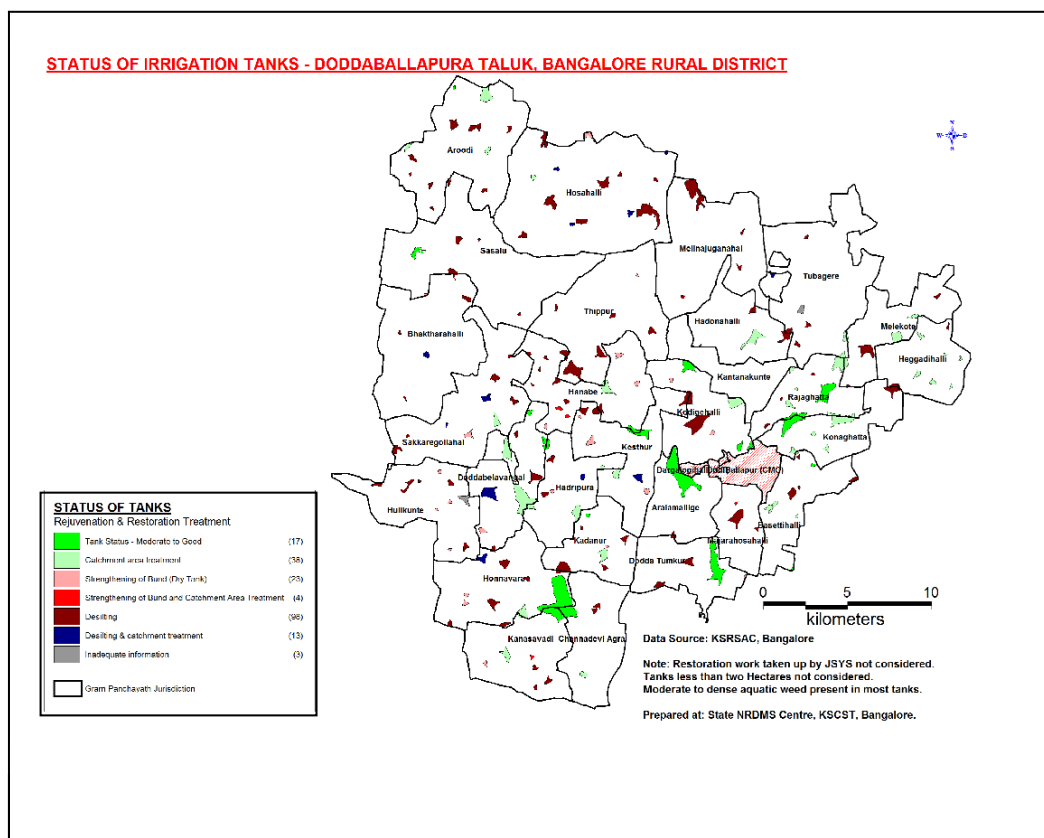 STATUS OF IRRIGATION TANKS - DODDABALLAPURA TALUK, BANGALORE RURAL DISTRICT
N
W
E
S
Aroodi
Hosahalli
Sasalu
Melinajuganahal
Tubagere
Thippur
Hadonahalli
Bhaktharahalli
Melekote
Heggadihalli
Kantanakunte
Hanabe
Rajaghatta
Kodigehalli
Sakkaregollahal
Kesthur
Konaghatta
Doddabelavangal
Hadripura
Hulikunte
Aralamallige
Basettihalli
Kadanur
Dodda Tumkur
Honnavara
Kanasavadi
Channadevi Agra
STATUS OF TANKS
Rejuvenation & Restoration Treatment
Tank Status - Moderate to Good (17)
Catchment area treatment (38)
Strengthening of Bund (Dry Tank) (23)
Strengthening of Bund and Catchment Area Treatment (4)
Desilting (98)
Desilting & catchment treatment (13)
Inadequate information (3)
Gram Panchayath Jurisdiction
0 5 10
kilometers
Data Source: KSRSAC, Bangalore
Note: Restoration work taken up by JSYS not considered.
Tanks less than two Hectares not considered.
Moderate to dense aquatic weed present in most tanks.
Prepared at: State NRDMS Centre, KSCST, Bangalore.